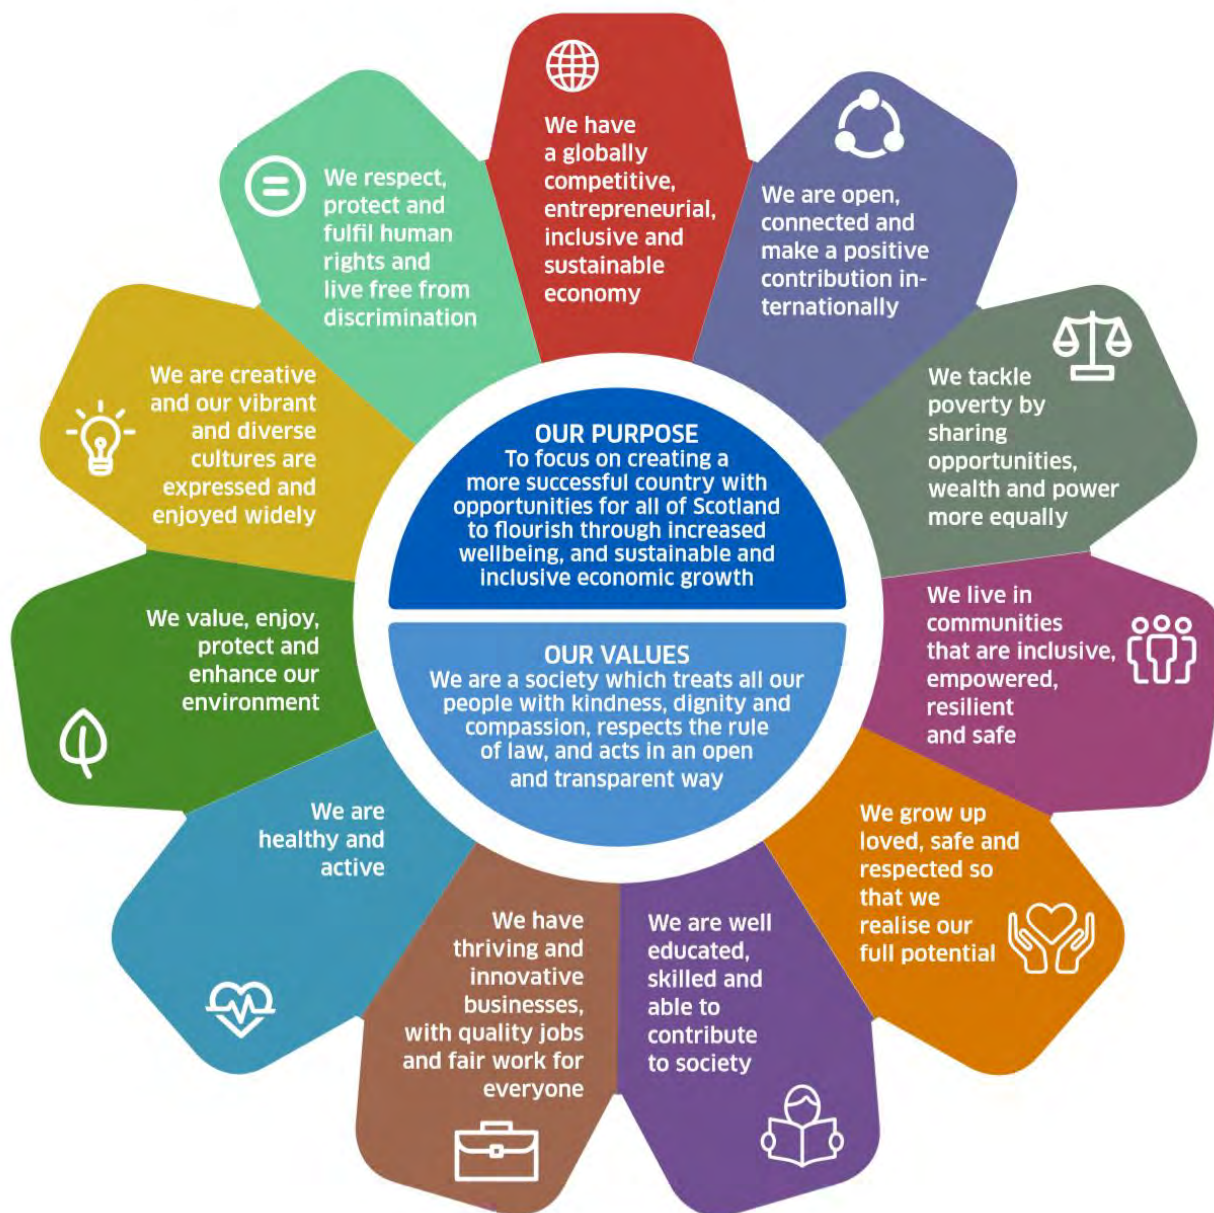 We have
a globally
competitive,
entrepreneurial,
inclusive and
sustainable
economy
We are open,
connected and
make a positive
contribution in-
ternationally
We tackle
poverty by
sharing
opportunities,
wealth and power
more equally
We live in
communities
that are inclusive,
empowered,
resilient
and safe
We grow up
loved, safe and
respected so
that we
realise our
full potential
We are well
educated,
skilled and
able to
contribute
to society
We have
thriving and
innovative
businesses,
with quality jobs
and fair work for
everyone
We are
healthy and
active
We value, enjoy,
protect and
enhance our
environment
We are creative
and our vibrant
and diverse
cultures are
expressed and
enjoyed widely
We respect,
protect and
fulfil human
rights and
live free from
discrimination
OUR PURPOSE
To focus on creating a
more successful country with
opportunities for all of Scotland
to flourish through increased
wellbeing, and sustainable and
inclusive economic growth
OUR VALUES
We are a society which treats all our
people with kindness, dignity and
compassion, respects the rule
of law, and acts in an open
and transparent way